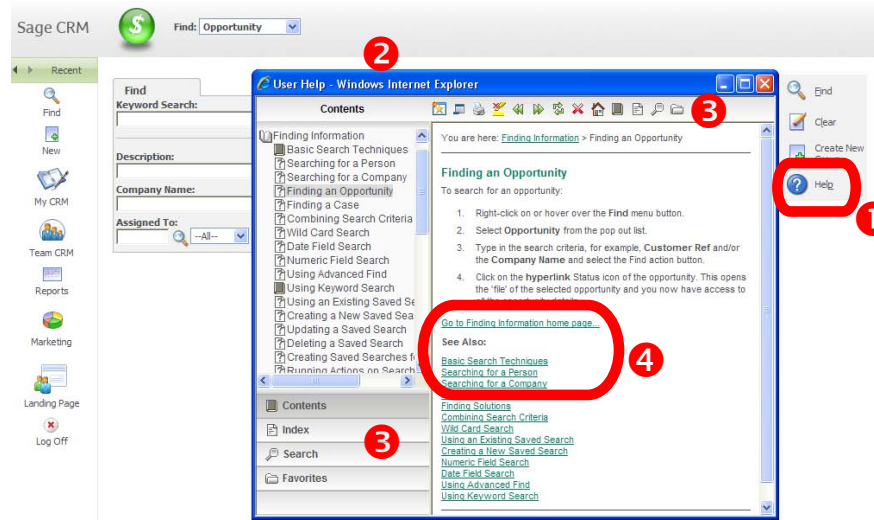 Sage CRM
Find: Opportunity
2
Recent
Find
New
My CRM
Team CRM
Reports
Marketing
Landing Page
Log Off
Find
Keyword Search:
Description:
Company Name:
Assigned To:
--All--
User Help - Windows Internet Explorer
Contents
3
Finding Information
Basic Search Techniques
Searching for a Person
Searching for a Company
Finding an Opportunity
Finding a Case
Combining Search Criteria
Wild Card Search
Date Field Search
Numeric Field Search
Using Advanced Find
Using Keyword Search
Using an Existing Saved Se
Creating a New Saved Sea
Updating a Saved Search
Deleting a Saved Search
Creating Saved Searches f
Running Actions on Search
Contents
Index
Search
3
Favorites
You are here: Finding Information > Finding an Opportunity
Finding an Opportunity
To search for an opportunity:
1. Right-click on or hover over the Find menu button.
2. Select Opportunity from the pop out list.
3. Type in the search criteria, for example, Customer Ref and/or
the Company Name and select the Find action button.
4. Click on the hyperlink Status icon of the opportunity. This opens
the 'file' of the selected opportunity and you now have access to
Go to Finding Information home page...
See Also:
4
Basic Search Techniques
Searching for a Person
Searching for a Company
Finding Solutions
Combining Search Criteria
Wild Card Search
Using an Existing Saved Search
Creating a New Saved Search
Numeric Field Search
Date Field Search
Using Advanced Find
Using Keyword Search
Find
Clear
Create New
Help
1